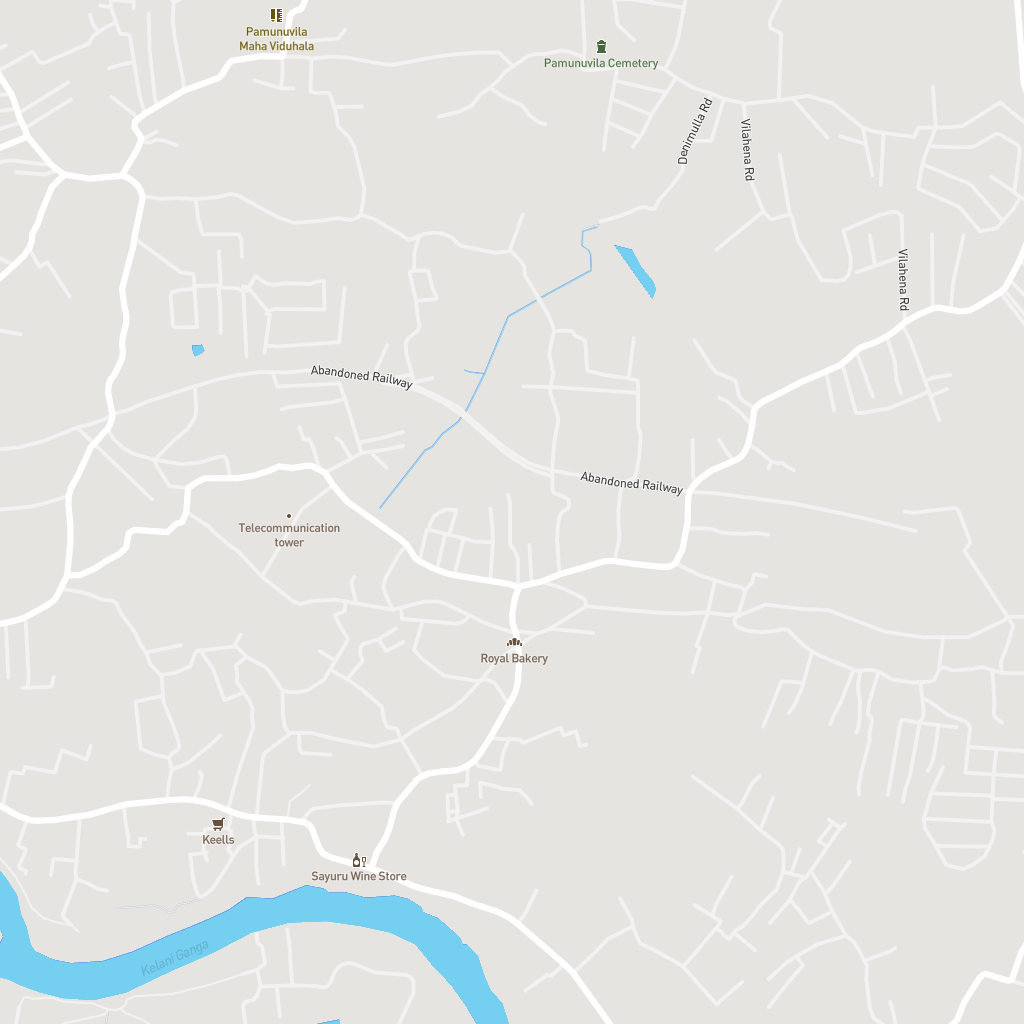 Pamunuvila
Maha Viduhala
Pamunuvila Cemetery
Denimulla Rd
Vilahena Rd
Vilahena Rd
Abandoned Railway
Abandoned Railway
Telecommunication
tower
Royal Bakery
Keells
Sayuru Wine Store
Kelani Ganga